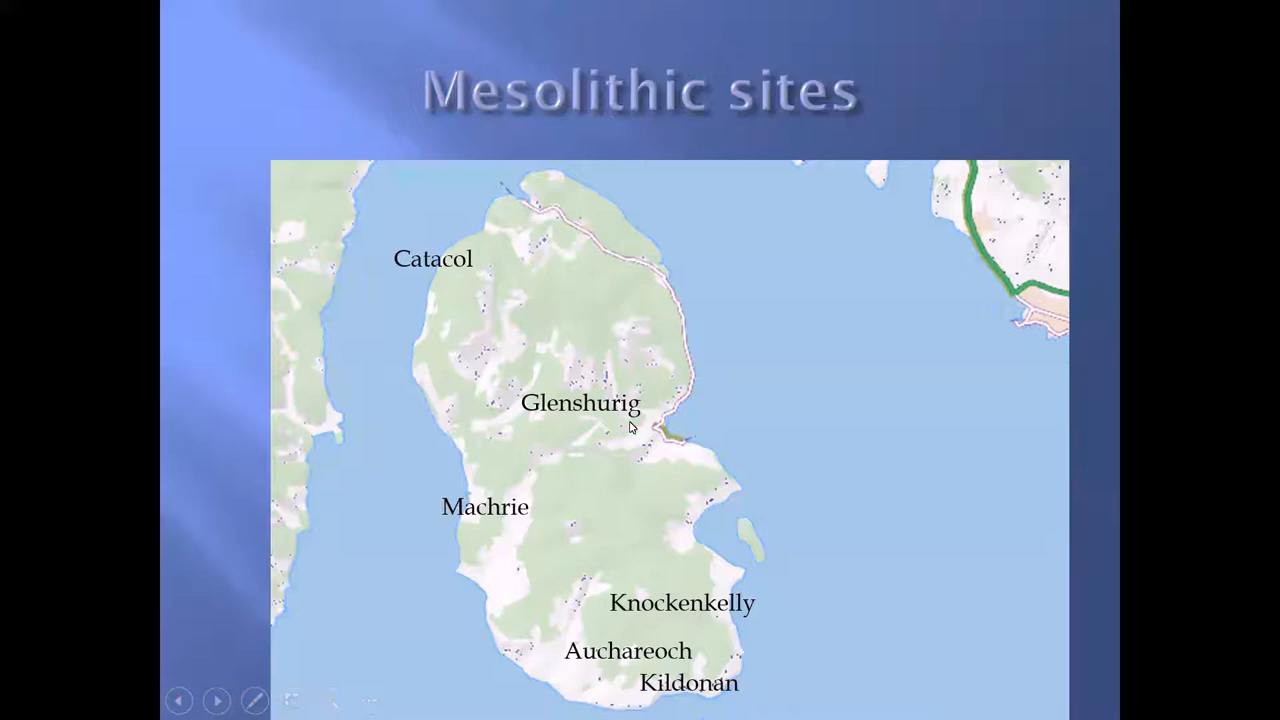 Mesolithic sites
Catacol
Glenshurig
Machrie
Knockenkelly
Auchareoch
Kildonan